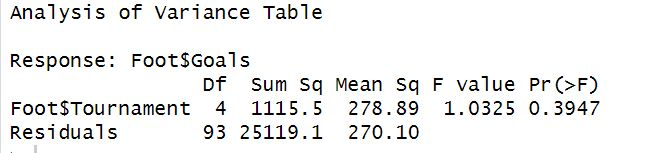 Analysis of Variance Table
Response: Foot$Goals
Df Sum Sq Mean Sq F value Pr(>F)
Foot$Tournament 4 1115.5 278.89 1.0325 0.3947
Residuals 93 25119.1 270.10